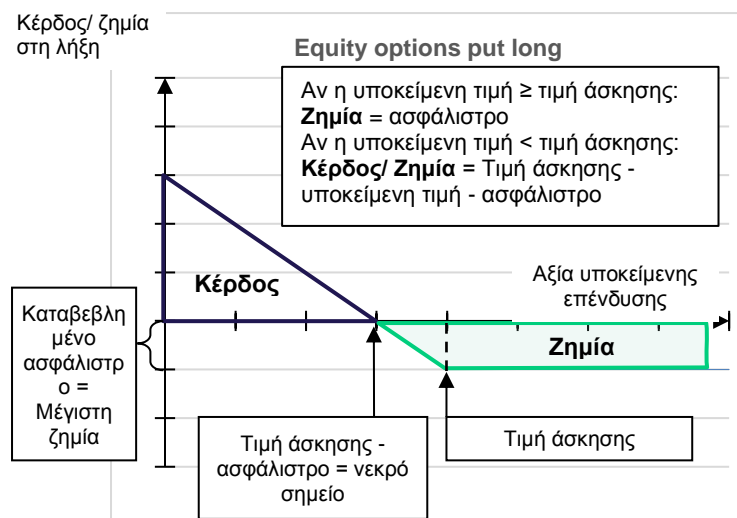 Κέρδος/ ζημία
στη λήξη
Equity options put long
Αν η υποκείμενη τιμή ≥ τιμή άσκησης:
Ζημία = ασφάλιστρο
Αν η υποκείμενη τιμή < τιμή άσκησης:
Κέρδος/ Ζημία = Τιμή άσκησης -
υποκείμενη τιμή - ασφάλιστρο
Κέρδος
Αξία υποκείμενης
επένδυσης
Καταβεβλη
μένο
ασφάλιστρ
ο =
Μέγιστη
ζημία
Ζημία
Τιμή άσκησης -
ασφάλιστρο = νεκρό
σημείο
Τιμή άσκησης